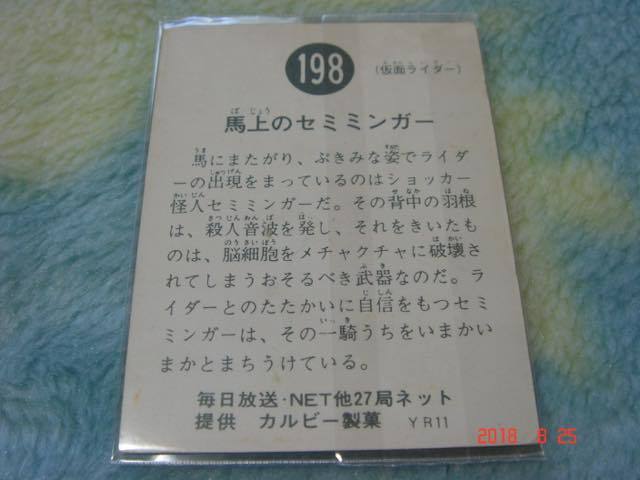 198
(仮面ライダー)
馬上のセミミンガー
馬にまたがり、ぶきみな姿でライダ
ーの出現をまっているのはショッカー
怪人セミミンガーだ。その背中の羽根
は、殺人音波を発し、それをきいたも
のは、脳細胞をメチャクチャに破壊さ
れてしまうおそるべき武器なのだ。ラ
イダーとのたたかいに自信をもつセミ
ミンガーは、その一騎うちをいまかい
まかとまちうけている。
毎日放送・NET他27局ネット
提供 カルビー製菓 YR11
2018 8 25